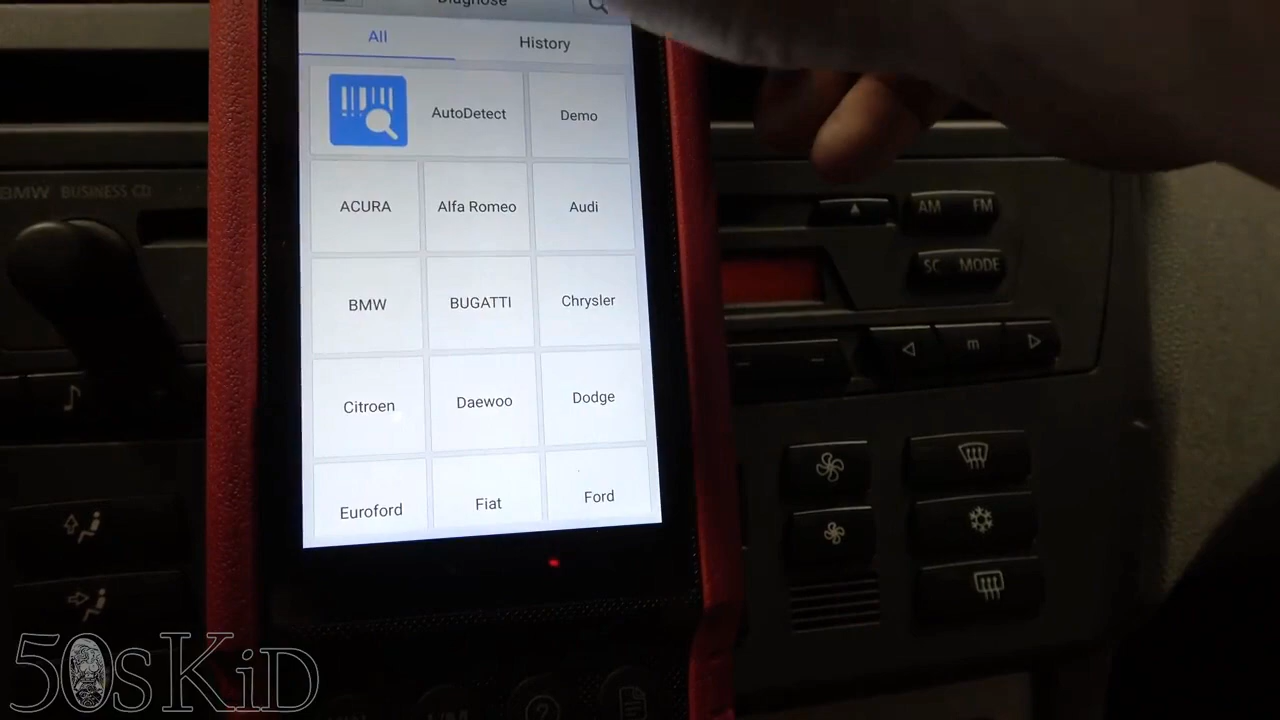 Diagnose
All
History
AutoDetect
Demo
ACURA
Alfa Romeo
Audi
BMW
BUGATTI
Chrysler
Citroen
Daewoo
Dodge
Euroford
Fiat
Ford
BMW BUSINESS CD
AM FM
SC MODE
m
?
50sKiD